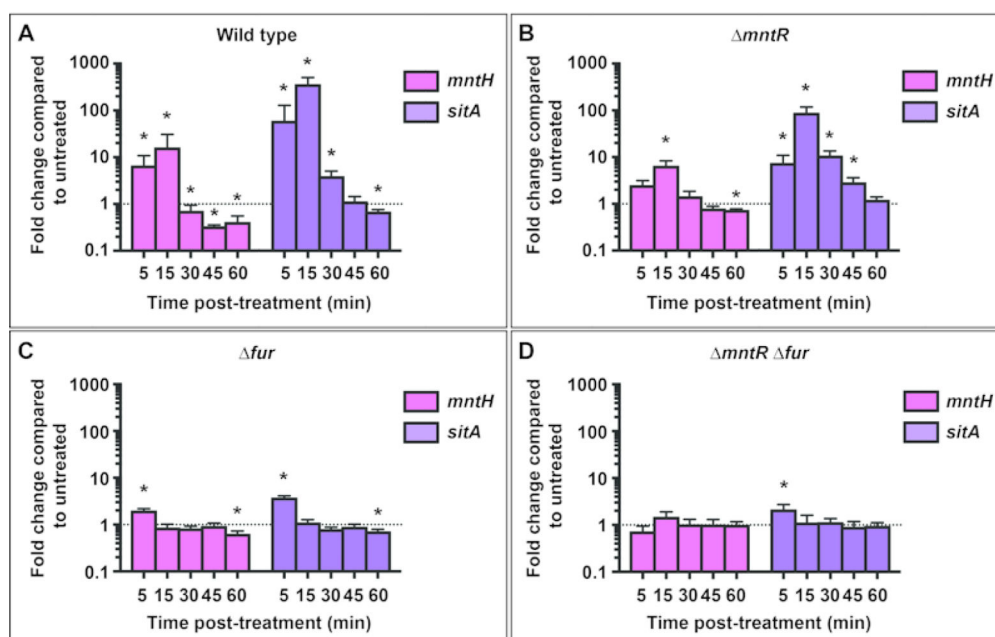 A
Wild type
Fold change compared
to untreated
1000
100
10
1
0.1
* * * * * * * * *
5 15 30 45 60 5 15 30 45 60
Time post-treatment (min)
mntH
sitA
B
ΔmntR
Fold change compared
to untreated
1000
100
10
1
0.1
* * * * * *
5 15 30 45 60 5 15 30 45 60
Time post-treatment (min)
mntH
sitA
C
Δfur
Fold change compared
to untreated
1000
100
10
1
0.1
* * * *
5 15 30 45 60 5 15 30 45 60
Time post-treatment (min)
mntH
sitA
D
ΔmntR Δfur
Fold change compared
to untreated
1000
100
10
1
0.1
*
5 15 30 45 60 5 15 30 45 60
Time post-treatment (min)
mntH
sitA